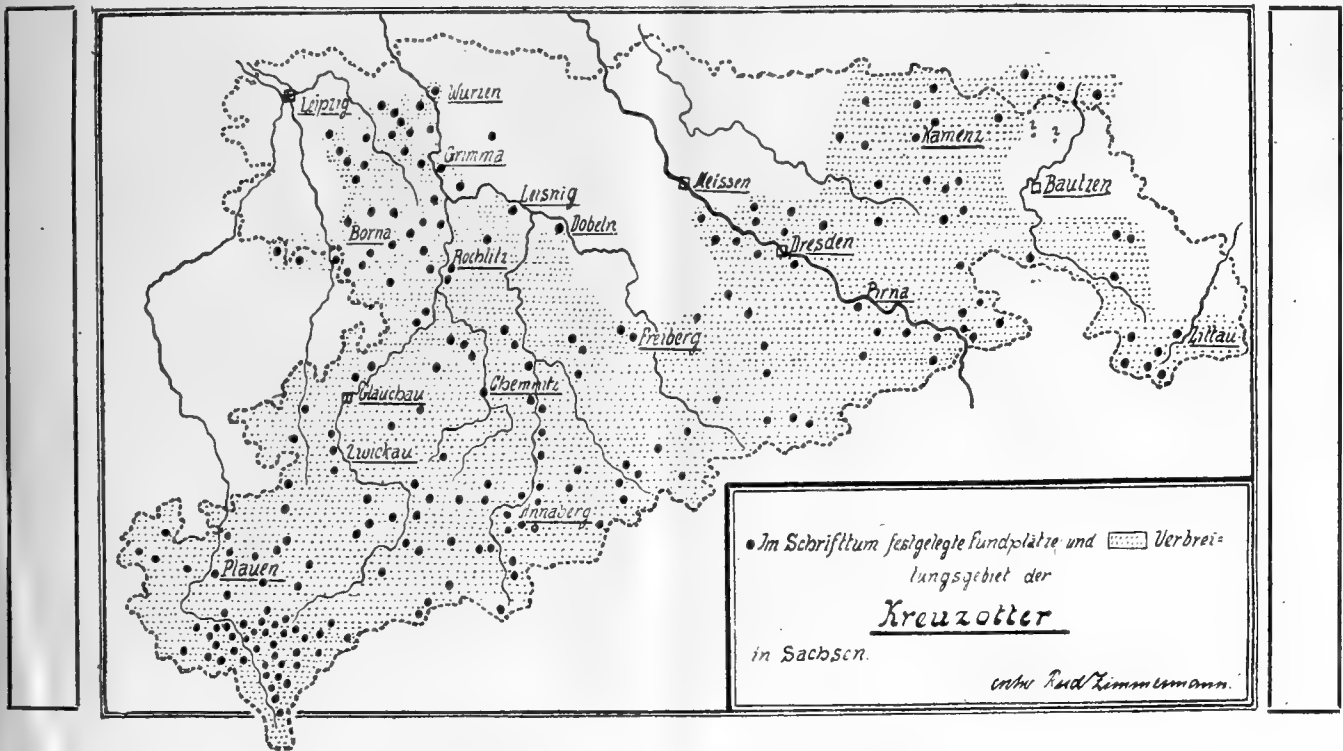 Wurzen
Leipzig
Grimma
Kamenz
Meissen
Bautzen
Leisnig
Döbeln
Borna
Dresden
Rochlitz
Pirna
Freiberg
Zittau
Chemnitz
Glauchau
Zwickau
Annaberg
Plauen
? ?
?
Im Schrifttum festgelegte Fundplätze und Verbrei=
tungsgebiet der
Kreuzotter
in Sachsen.
entw. Rud Zimmermann.